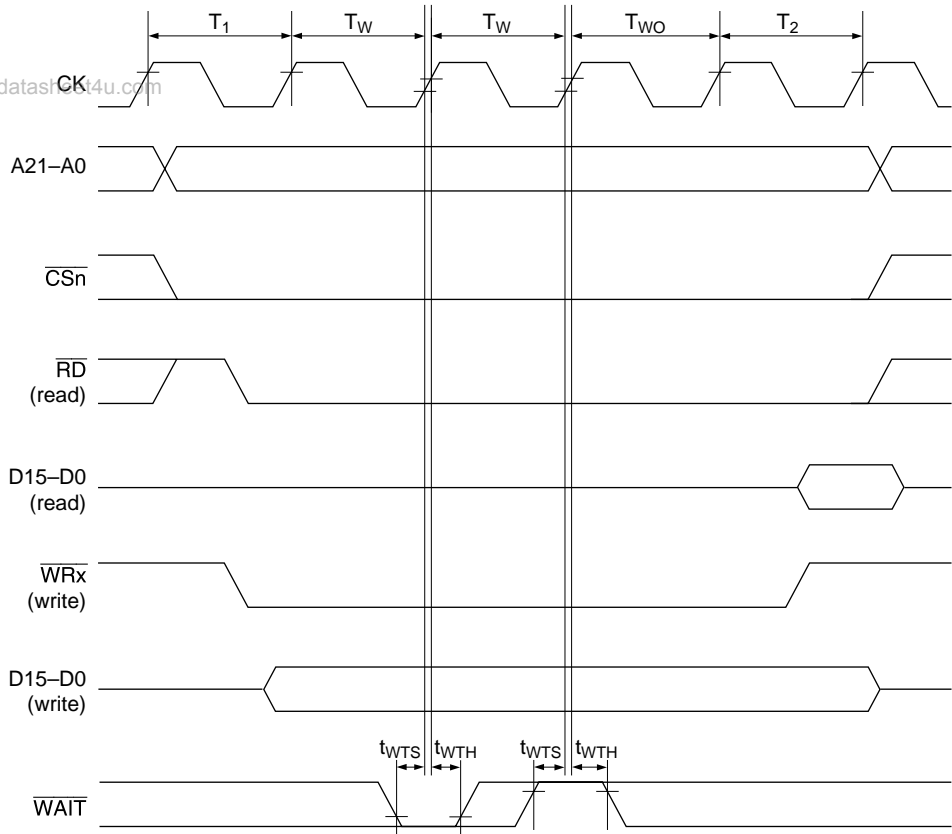 T1 TW TW TWO T2
datasheet4u.com
CK
A21–A0
CSn
RD
(read)
D15–D0
(read)
WRx
(write)
D15–D0
(write)
tWTS tWTH tWTS tWTH
WAIT